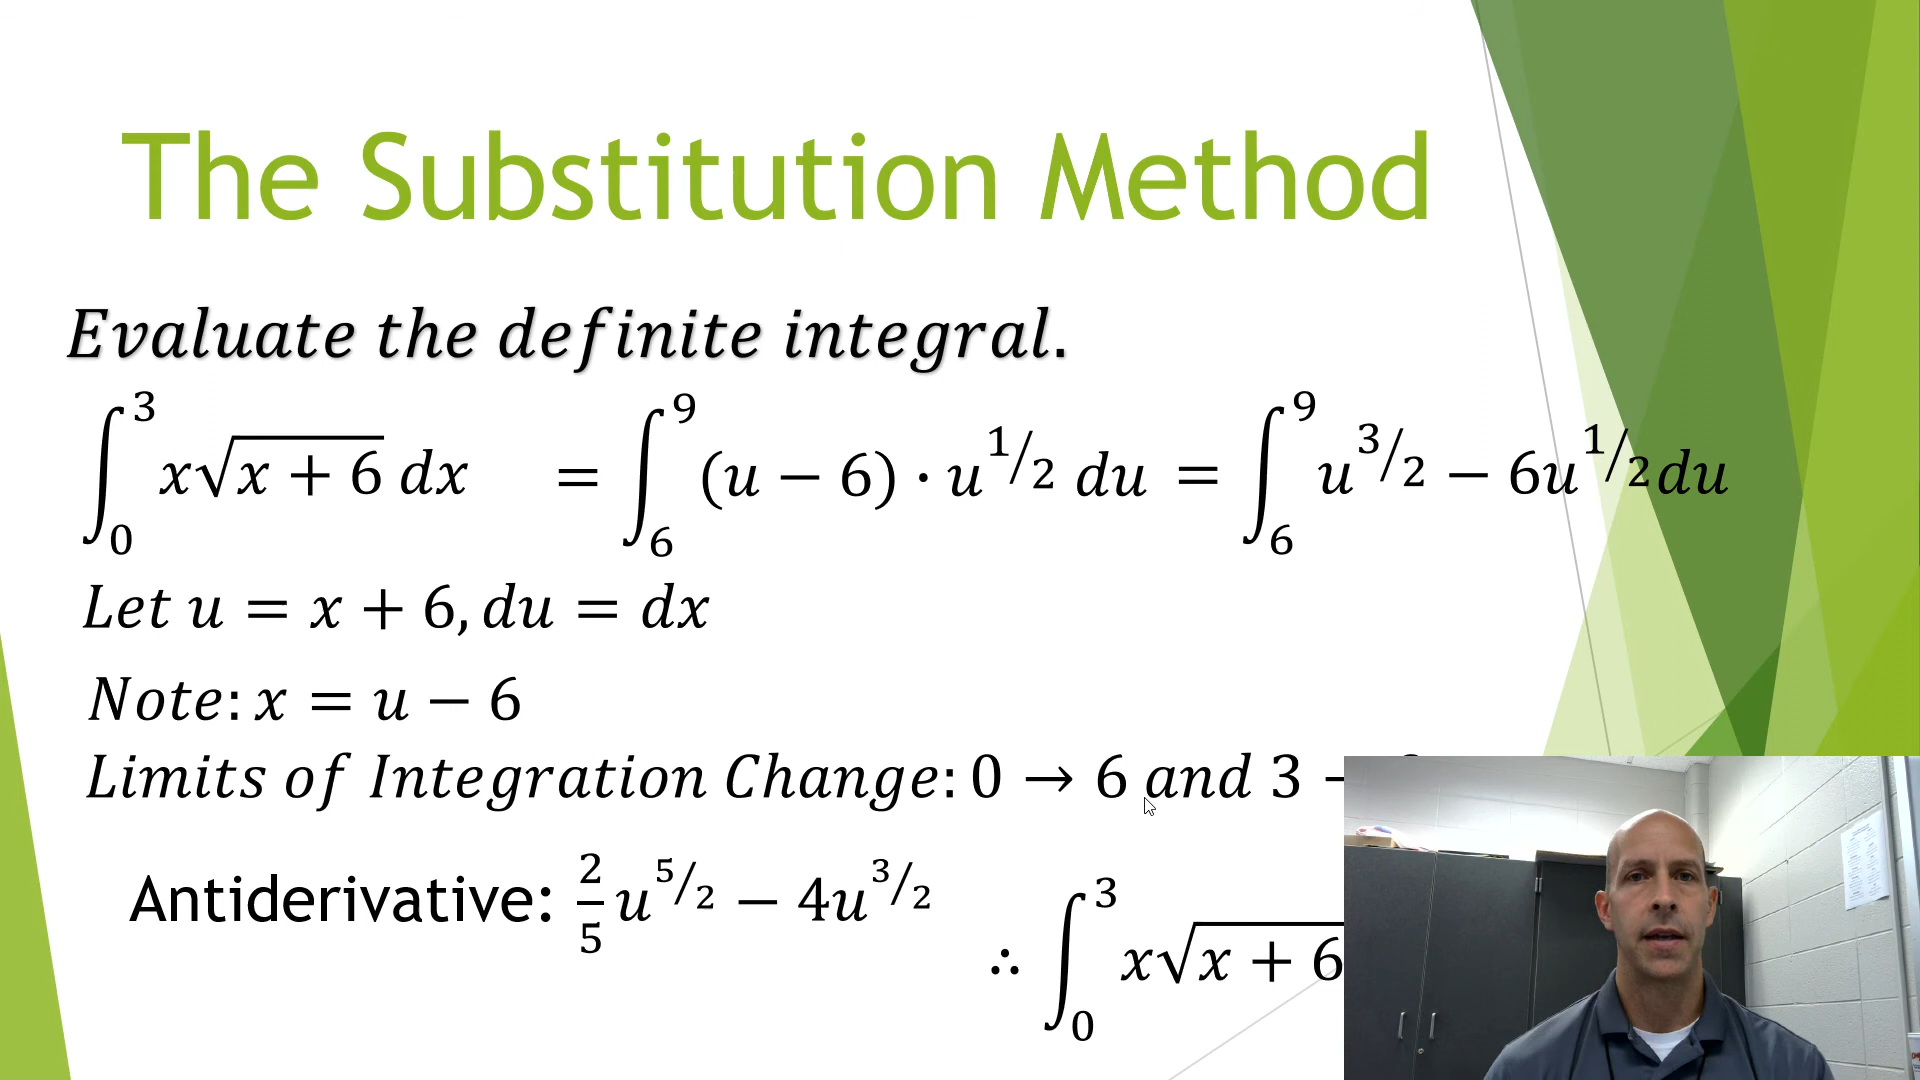 The Substitution Method
Evaluate the definite integral.
∫₀³ x√(x + 6) dx = ∫₆⁹ (u − 6) · u^(1/2) du = ∫₆⁹ u^(3/2) − 6u^(1/2) du
Let u = x + 6, du = dx
Note: x = u − 6
Limits of Integration Change: 0 → 6 and 3
Antiderivative: 2/5 u^(5/2) − 4u^(3/2)
∴ ∫₀³ x√x + 6